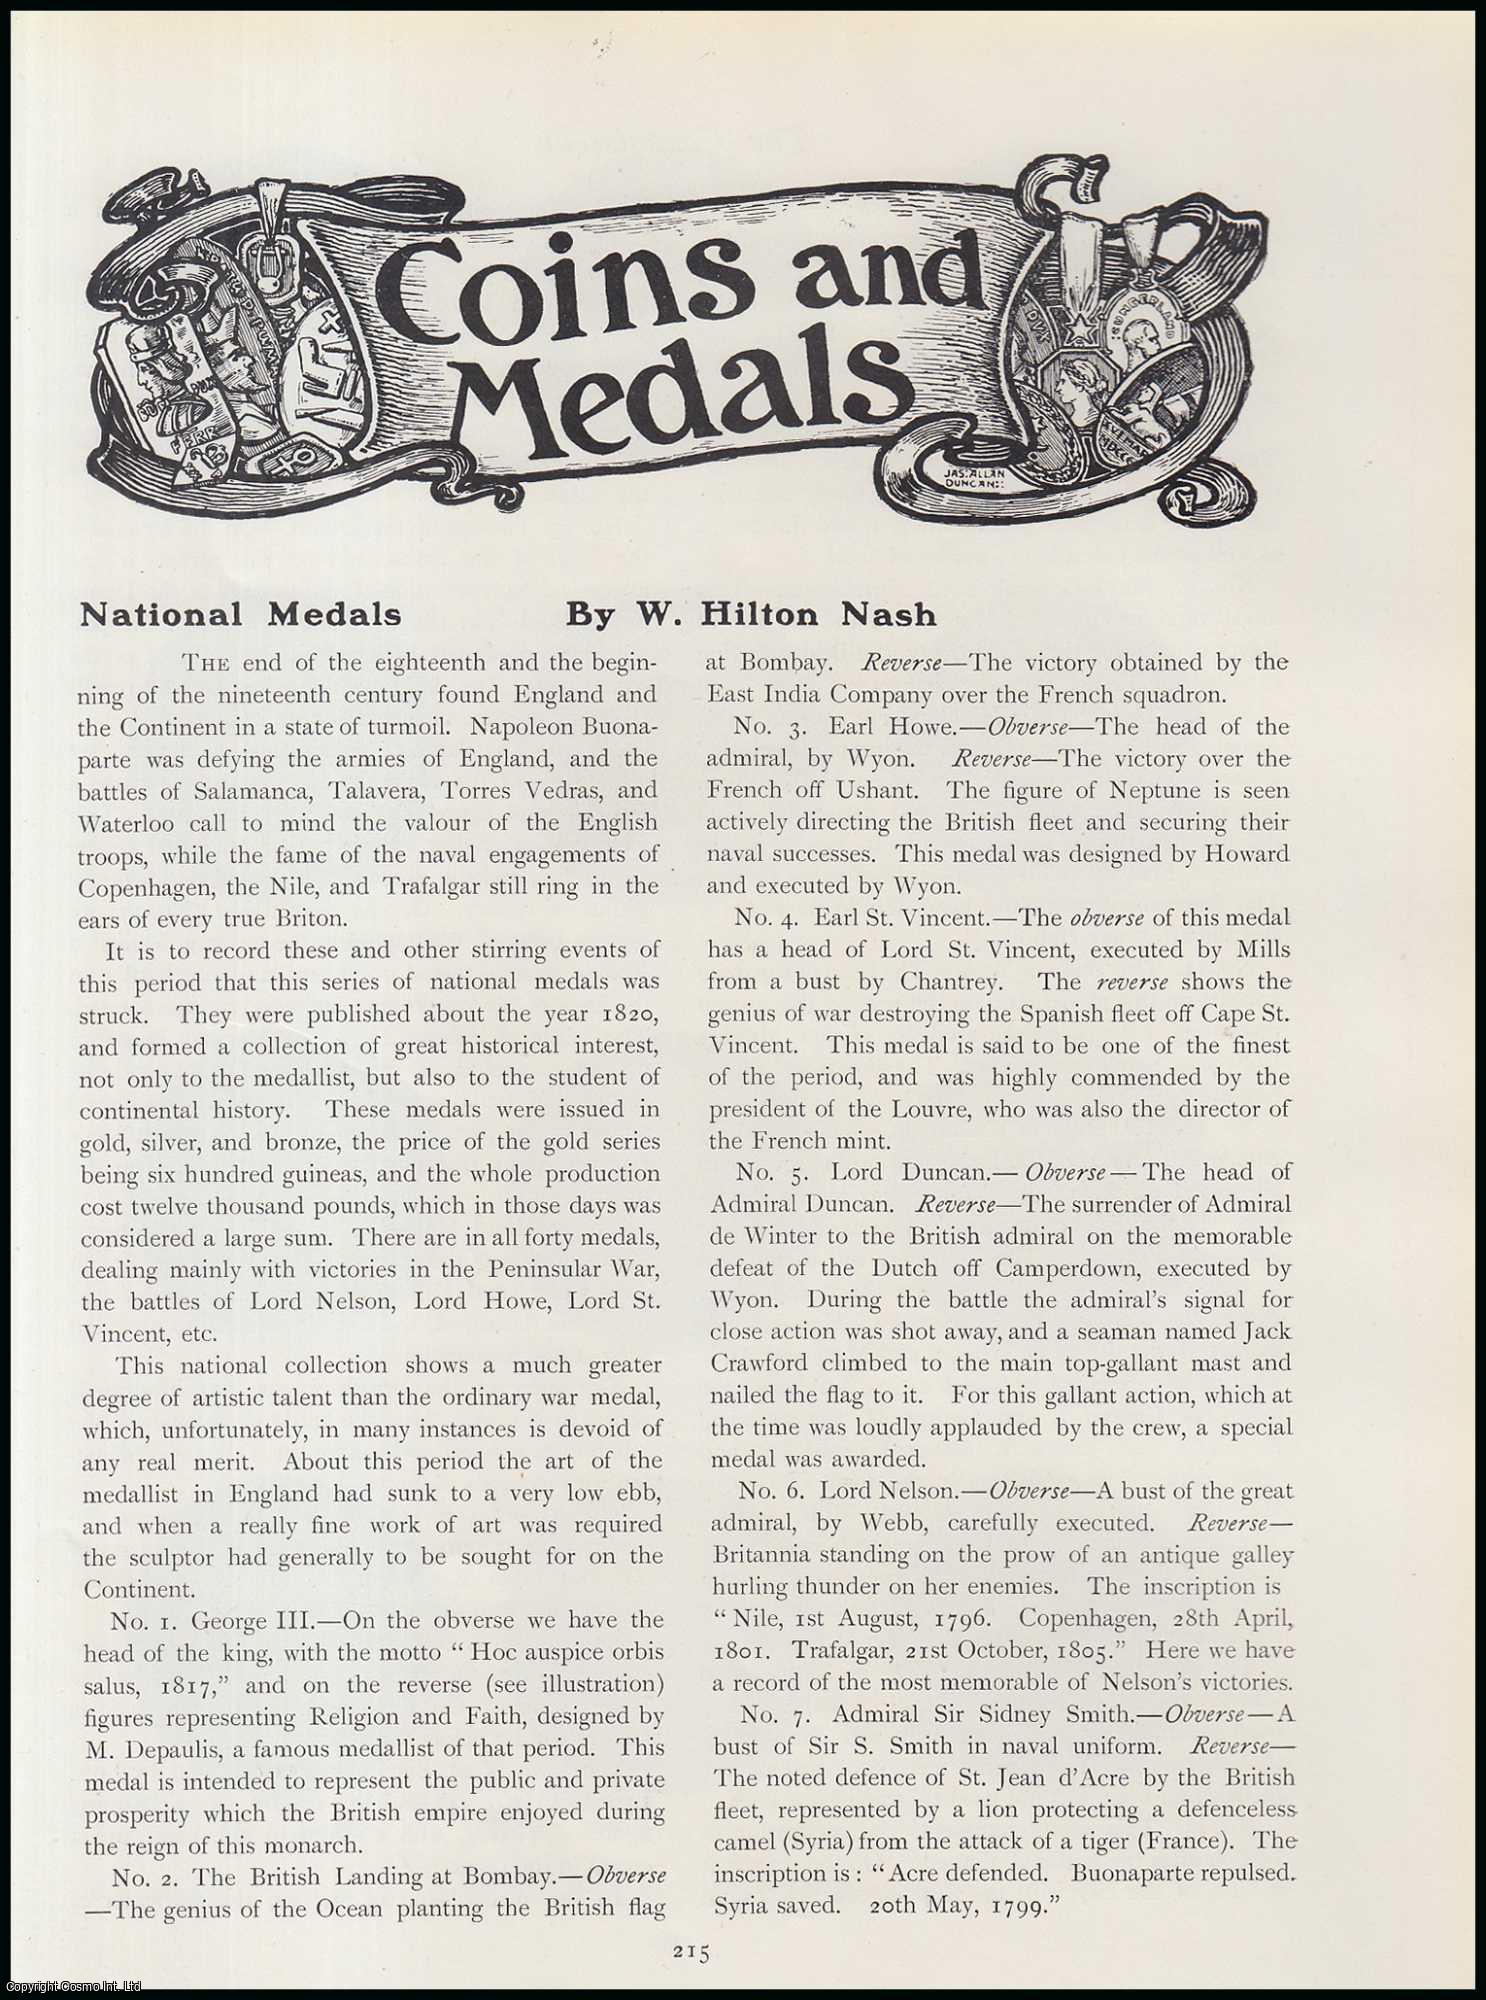 Coins and
Medals
SUNDERLAND
JAS: ALLAN
DUNCAN::
National Medals By W. Hilton Nash
THE end of the eighteenth and the begin-
ning of the nineteenth century found England and
the Continent in a state of turmoil. Napoleon Buona-
parte was defying the armies of England, and the
battles of Salamanca, Talavera, Torres Vedras, and
Waterloo call to mind the valour of the English
troops, while the fame of the naval engagements of
Copenhagen, the Nile, and Trafalgar still ring in the
ears of every true Briton.
It is to record these and other stirring events of
this period that this series of national medals was
struck. They were published about the year 1820,
and formed a collection of great historical interest,
not only to the medallist, but also to the student of
continental history. These medals were issued in
gold, silver, and bronze, the price of the gold series
being six hundred guineas, and the whole production
cost twelve thousand pounds, which in those days was
considered a large sum. There are in all forty medals,
dealing mainly with victories in the Peninsular War,
the battles of Lord Nelson, Lord Howe, Lord St.
Vincent, etc.
This national collection shows a much greater
degree of artistic talent than the ordinary war medal,
which, unfortunately, in many instances is devoid of
any real merit. About this period the art of the
medallist in England had sunk to a very low ebb,
and when a really fine work of art was required
the sculptor had generally to be sought for on the
Continent.
No. 1. George III.—On the obverse we have the
head of the king, with the motto " Hoc auspice orbis
salus, 1817," and on the reverse (see illustration)
figures representing Religion and Faith, designed by
M. Depaulis, a famous medallist of that period. This
medal is intended to represent the public and private
prosperity which the British empire enjoyed during
the reign of this monarch.
No. 2. The British Landing at Bombay.—Obverse
—The genius of the Ocean planting the British flag
at Bombay. Reverse—The victory obtained by the
East India Company over the French squadron.
No. 3. Earl Howe.—Obverse—The head of the
admiral, by Wyon. Reverse—The victory over the
French off Ushant. The figure of Neptune is seen
actively directing the British fleet and securing their
naval successes. This medal was designed by Howard
and executed by Wyon.
No. 4. Earl St. Vincent.—The obverse of this medal
has a head of Lord St. Vincent, executed by Mills
from a bust by Chantrey. The reverse shows the
genius of war destroying the Spanish fleet off Cape St.
Vincent. This medal is said to be one of the finest
of the period, and was highly commended by the
president of the Louvre, who was also the director of
the French mint.
No. 5. Lord Duncan.—Obverse—The head of
Admiral Duncan. Reverse—The surrender of Admiral
de Winter to the British admiral on the memorable
defeat of the Dutch off Camperdown, executed by
Wyon. During the battle the admiral's signal for
close action was shot away, and a seaman named Jack
Crawford climbed to the main top-gallant mast and
nailed the flag to it. For this gallant action, which at
the time was loudly applauded by the crew, a special
medal was awarded.
No. 6. Lord Nelson.—Obverse—A bust of the great
admiral, by Webb, carefully executed. Reverse—
Britannia standing on the prow of an antique galley
hurling thunder on her enemies. The inscription is
" Nile, 1st August, 1796. Copenhagen, 28th April,
1801. Trafalgar, 21st October, 1805." Here we have
a record of the most memorable of Nelson's victories.
No. 7. Admiral Sir Sidney Smith.—Obverse—A
bust of Sir S. Smith in naval uniform. Reverse—
The noted defence of St. Jean d'Acre by the British
fleet, represented by a lion protecting a defenceless
camel (Syria) from the attack of a tiger (France). The
inscription is : "Acre defended. Buonaparte repulsed.
Syria saved. 20th May, 1799."
215
Copyright Cosmo Int. Ltd